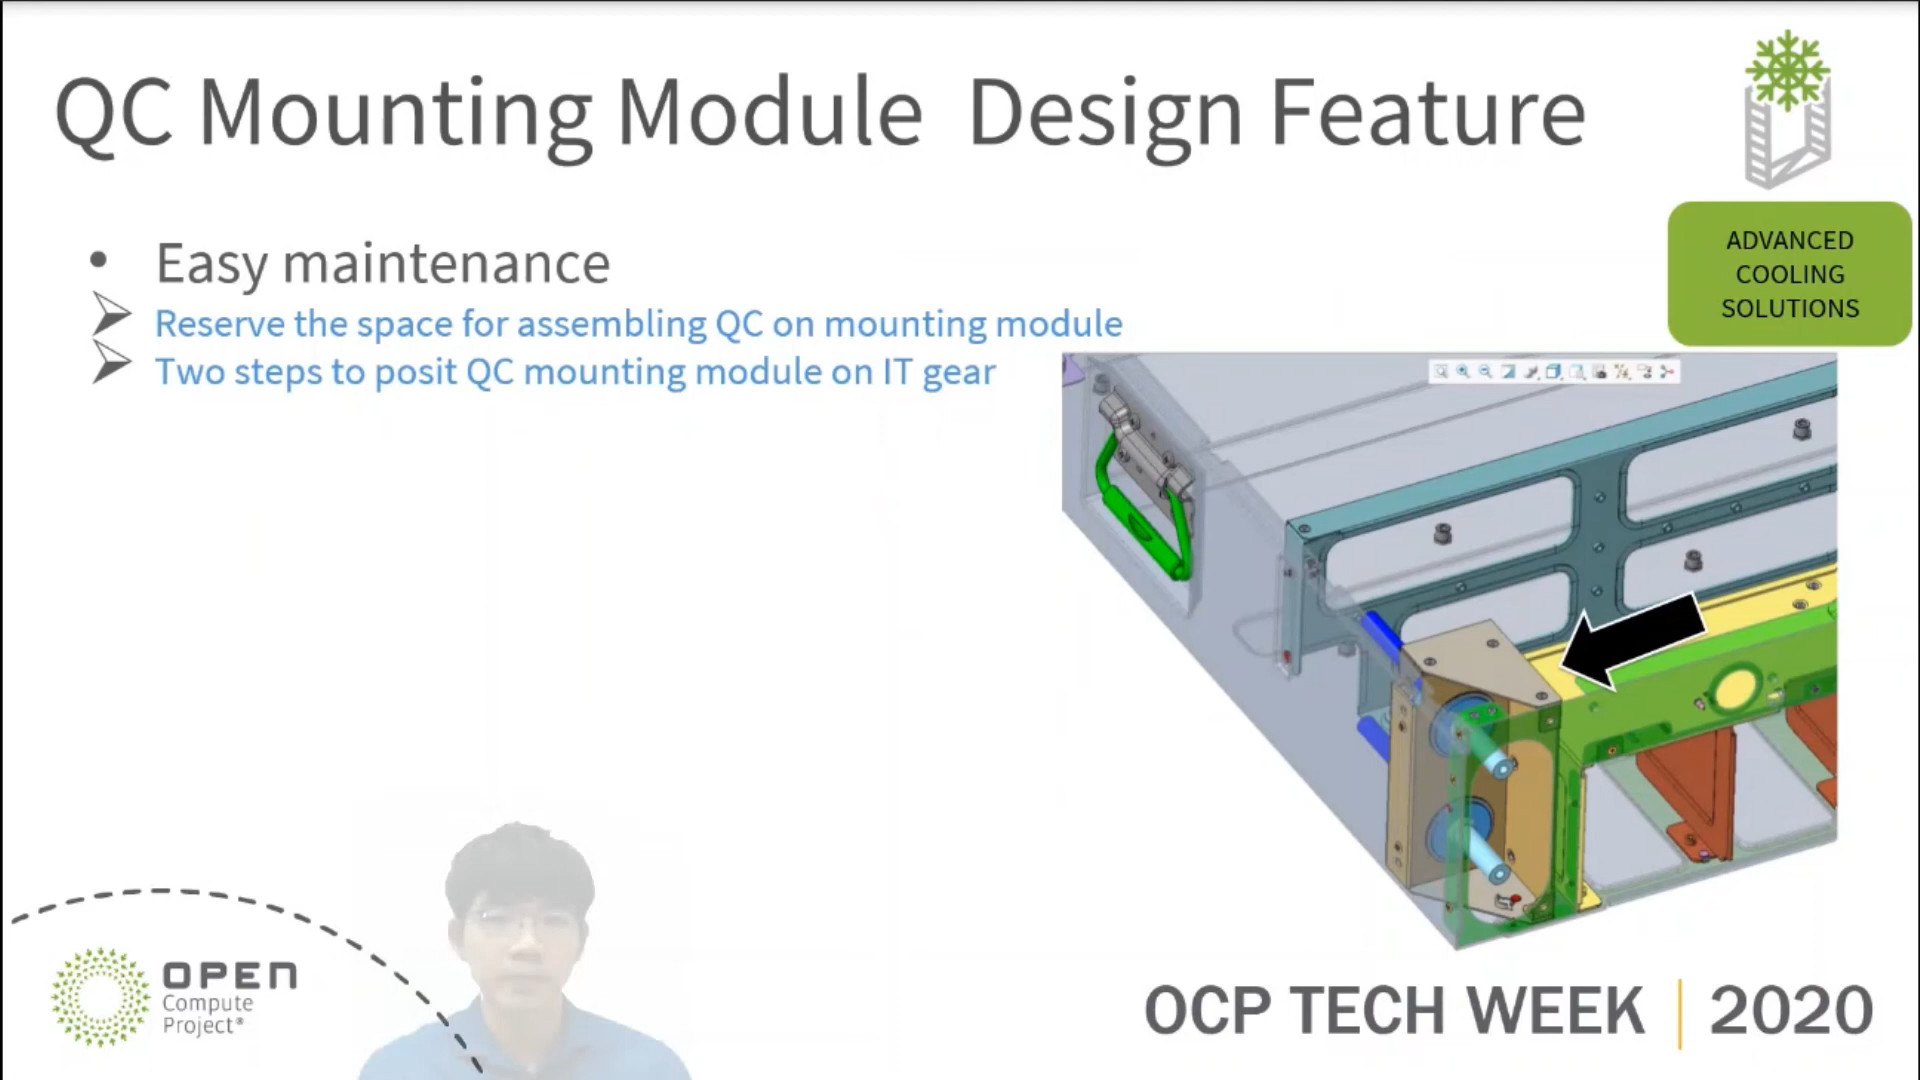 QC Mounting Module  Design Feature
ADVANCED
COOLING
SOLUTIONS
• Easy maintenance
➢ Reserve the space for assembling QC on mounting module
➢ Two steps to posit QC mounting module on IT gear
OPEN
Compute
Project®
OCP TECH WEEK | 2020